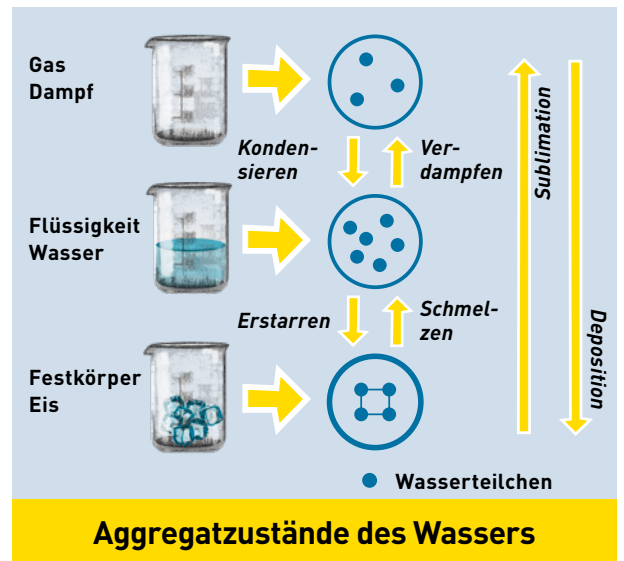 Gas
Dampf
Konden-
sieren
Ver-
dampfen
Sublimation
Flüssigkeit
Wasser
Erstarren
Schmel-
zen
Deposition
Festkörper
Eis
Wasserteilchen
Aggregatzustände des Wassers